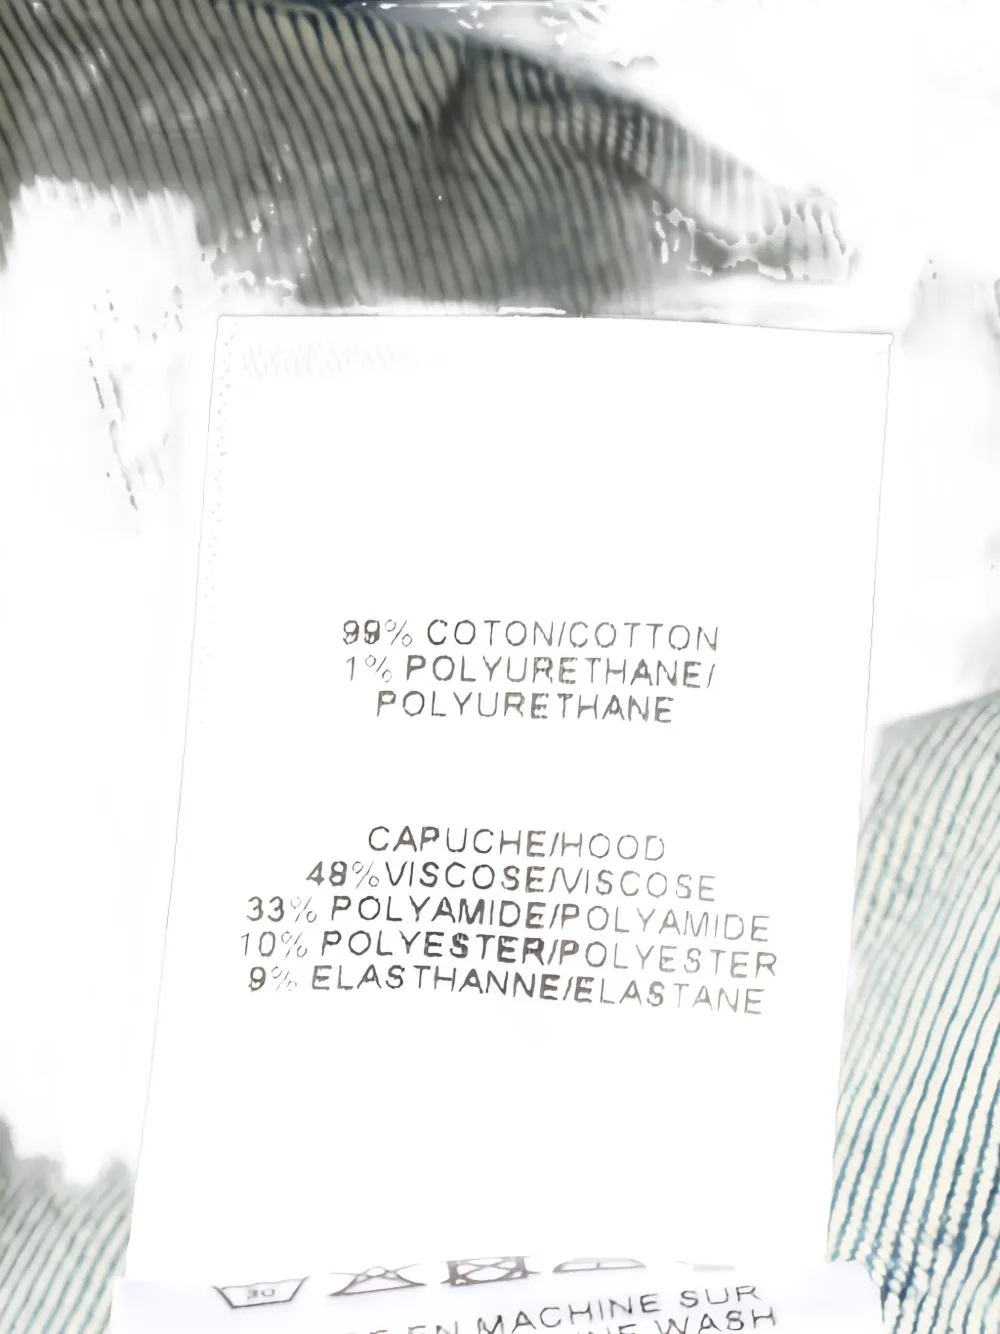 99% COTON/COTTON
1% POLYURETHANE/
POLYURETHANE
CAPUCHE/HOOD
48%VISCOSE/VISCOSE
33% POLYAMIDE/POLYAMIDE
10% POLYESTER/POLYESTER
9% ELASTHANNE/ELASTANE
30
EN MACHINE SUR
WASH